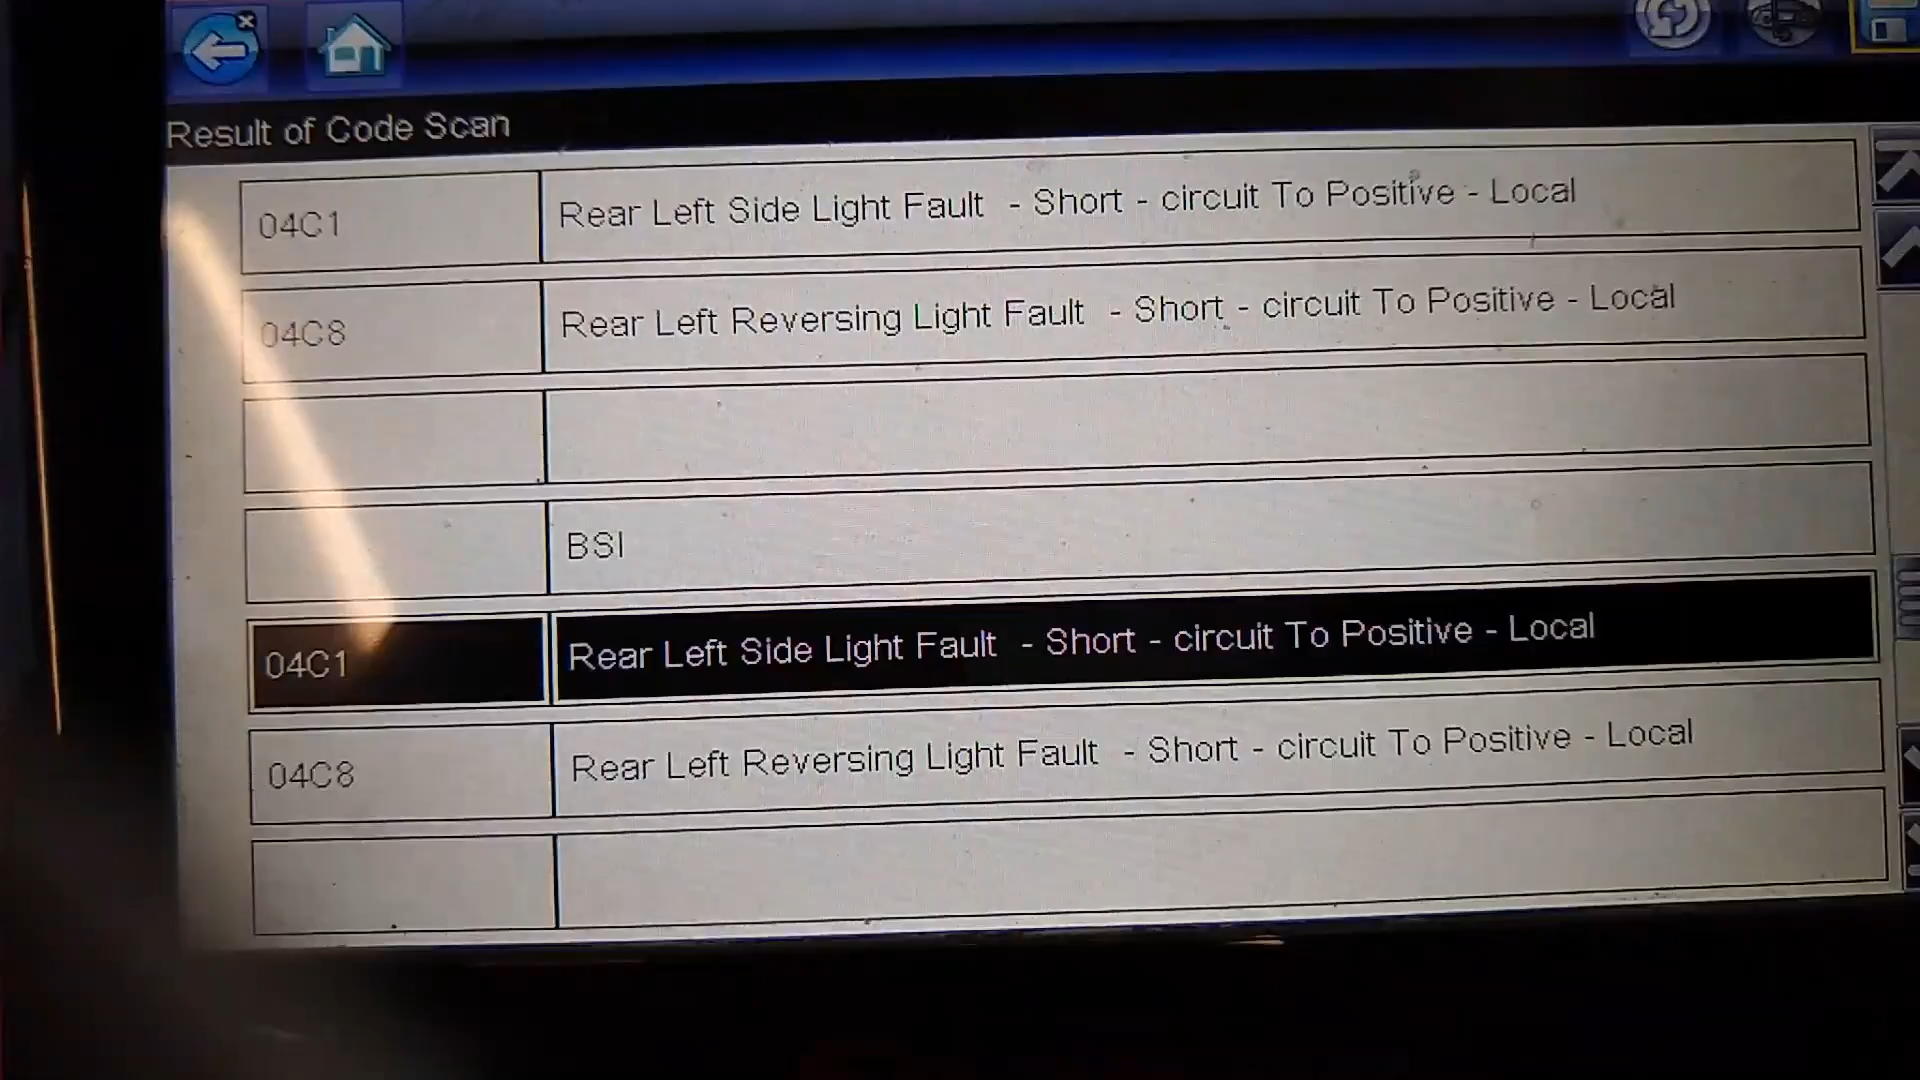 Result of Code Scan
04C1 Rear Left Side Light Fault - Short - circuit To Positive - Local
04C8 Rear Left Reversing Light Fault - Short - circuit To Positive - Local
BSI
04C1 Rear Left Side Light Fault - Short - circuit To Positive - Local
04C8 Rear Left Reversing Light Fault - Short - circuit To Positive - Local